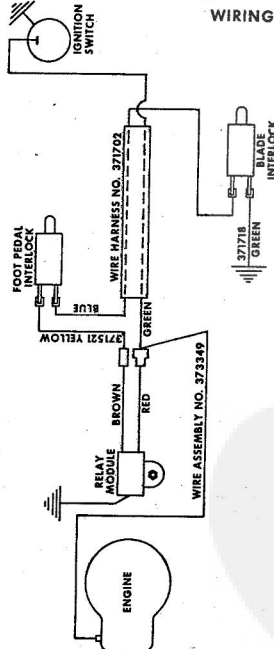 WIRING
IGNITION
SWITCH
WIRE HARNESS NO. 371702
BLADE
INTERLOCK
371718
GREEN
FOOT PEDAL
INTERLOCK
BLUE
371521 YELLOW
GREEN
BROWN
RED
WIRE ASSEMBLY NO. 373349
RELAY
MODULE
ENGINE